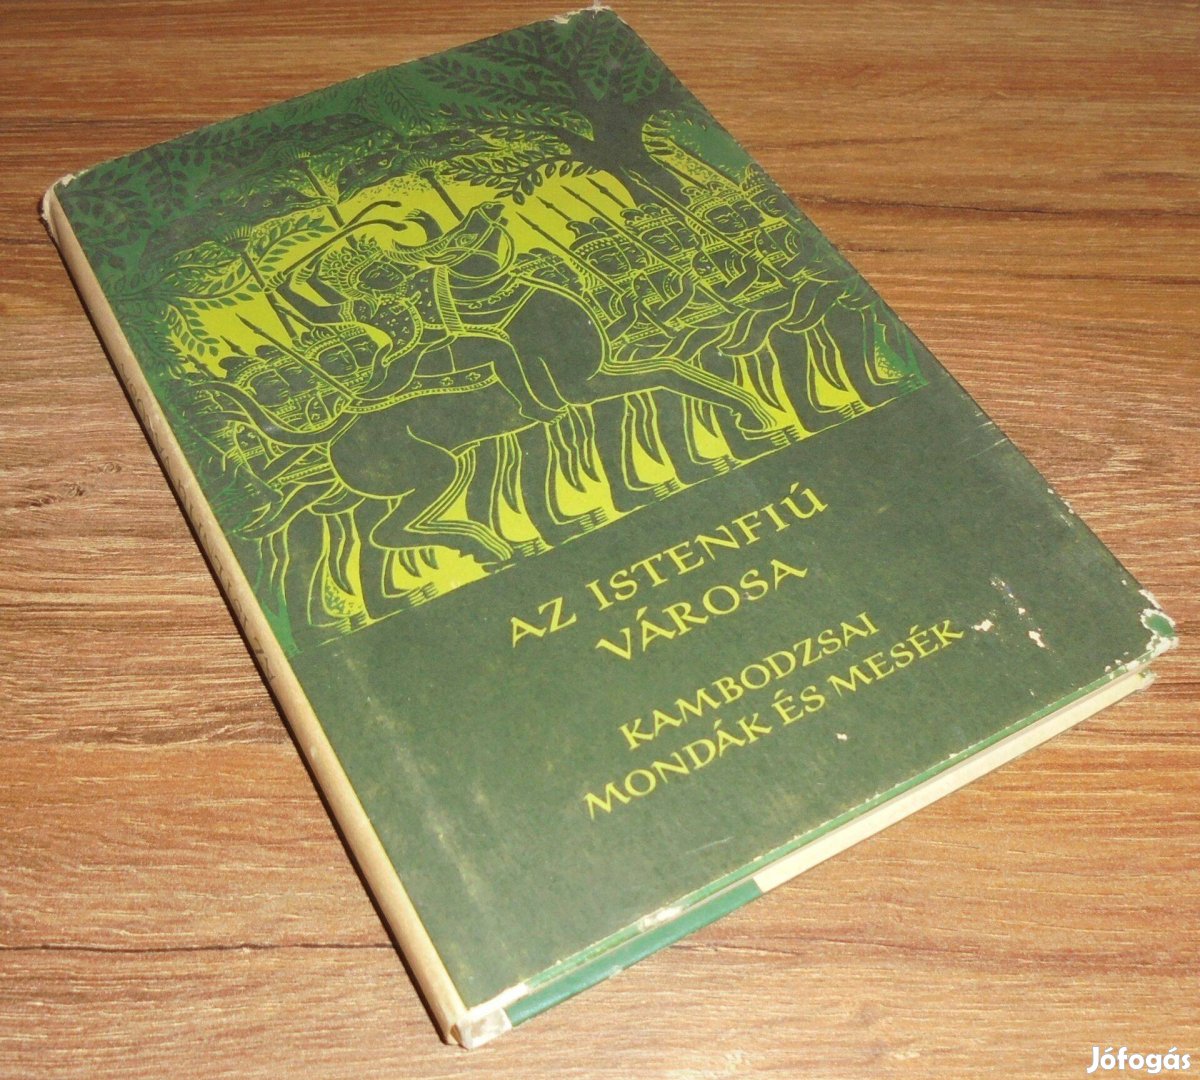 AZ ISTENFIÚ
VÁROSA
KAMBODZSAI
MONDÁK ÉS MESÉK
Jófogás